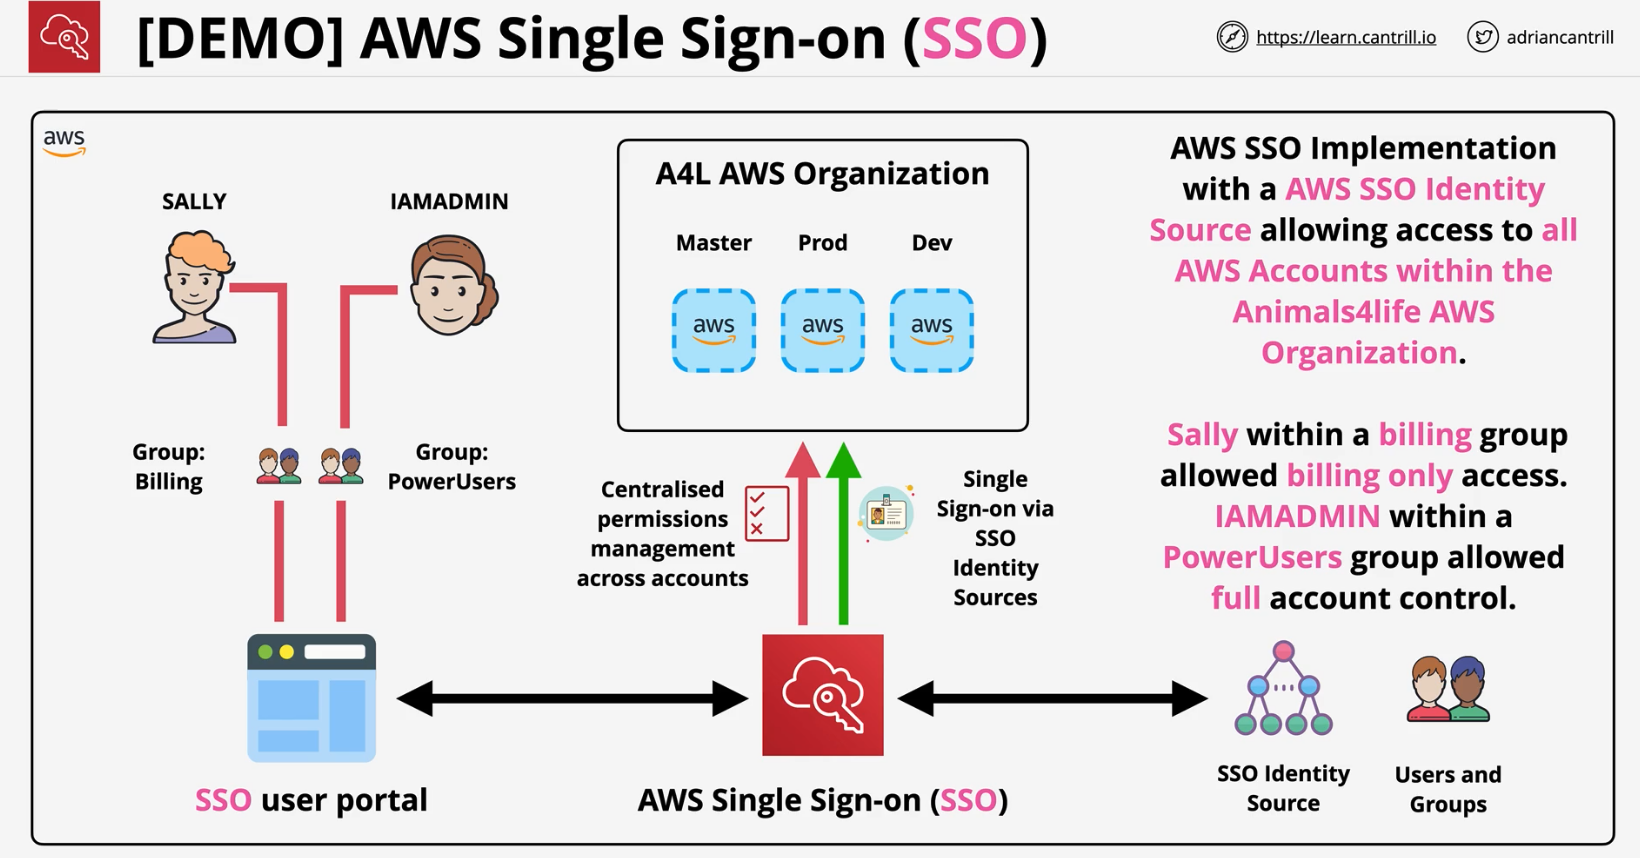 [DEMO] AWS Single Sign-on (SSO)
https://learn.cantrill.io
adriancantrill
aws
SALLY
IAMADMIN
Group:
Billing
Group:
PowerUsers
SSO user portal
A4L AWS Organization
Master
Prod
Dev
aws
aws
aws
Centralised
permissions
management
across accounts
Single
Sign-on via
SSO
Identity
Sources
AWS Single Sign-on (SSO)
AWS SSO Implementation
with a AWS SSO Identity
Source allowing access to all
AWS Accounts within the
Animals4life AWS
Organization.
Sally within a billing group
allowed billing only access.
IAMADMIN within a
PowerUsers group allowed
full account control.
SSO Identity
Source
Users and
Groups